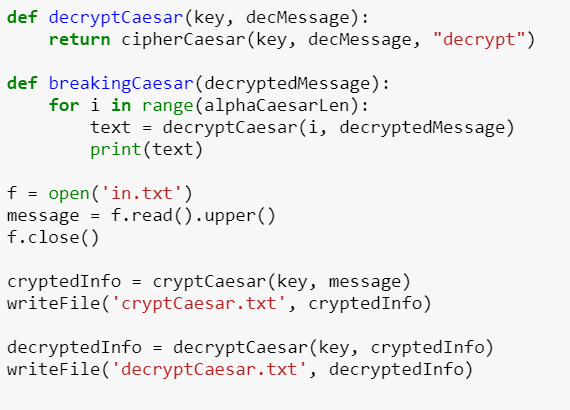 def decryptCaesar(key, decMessage):
    return cipherCaesar(key, decMessage, "decrypt")

def breakingCaesar(decryptedMessage):
    for i in range(alphaCaesarLen):
        text = decryptCaesar(i, decryptedMessage)
        print(text)

f = open('in.txt')
message = f.read().upper()
f.close()

cryptedInfo = cryptCaesar(key, message)
writeFile('cryptCaesar.txt', cryptedInfo)

decryptedInfo = decryptCaesar(key, cryptedInfo)
writeFile('decryptCaesar.txt', decryptedInfo)